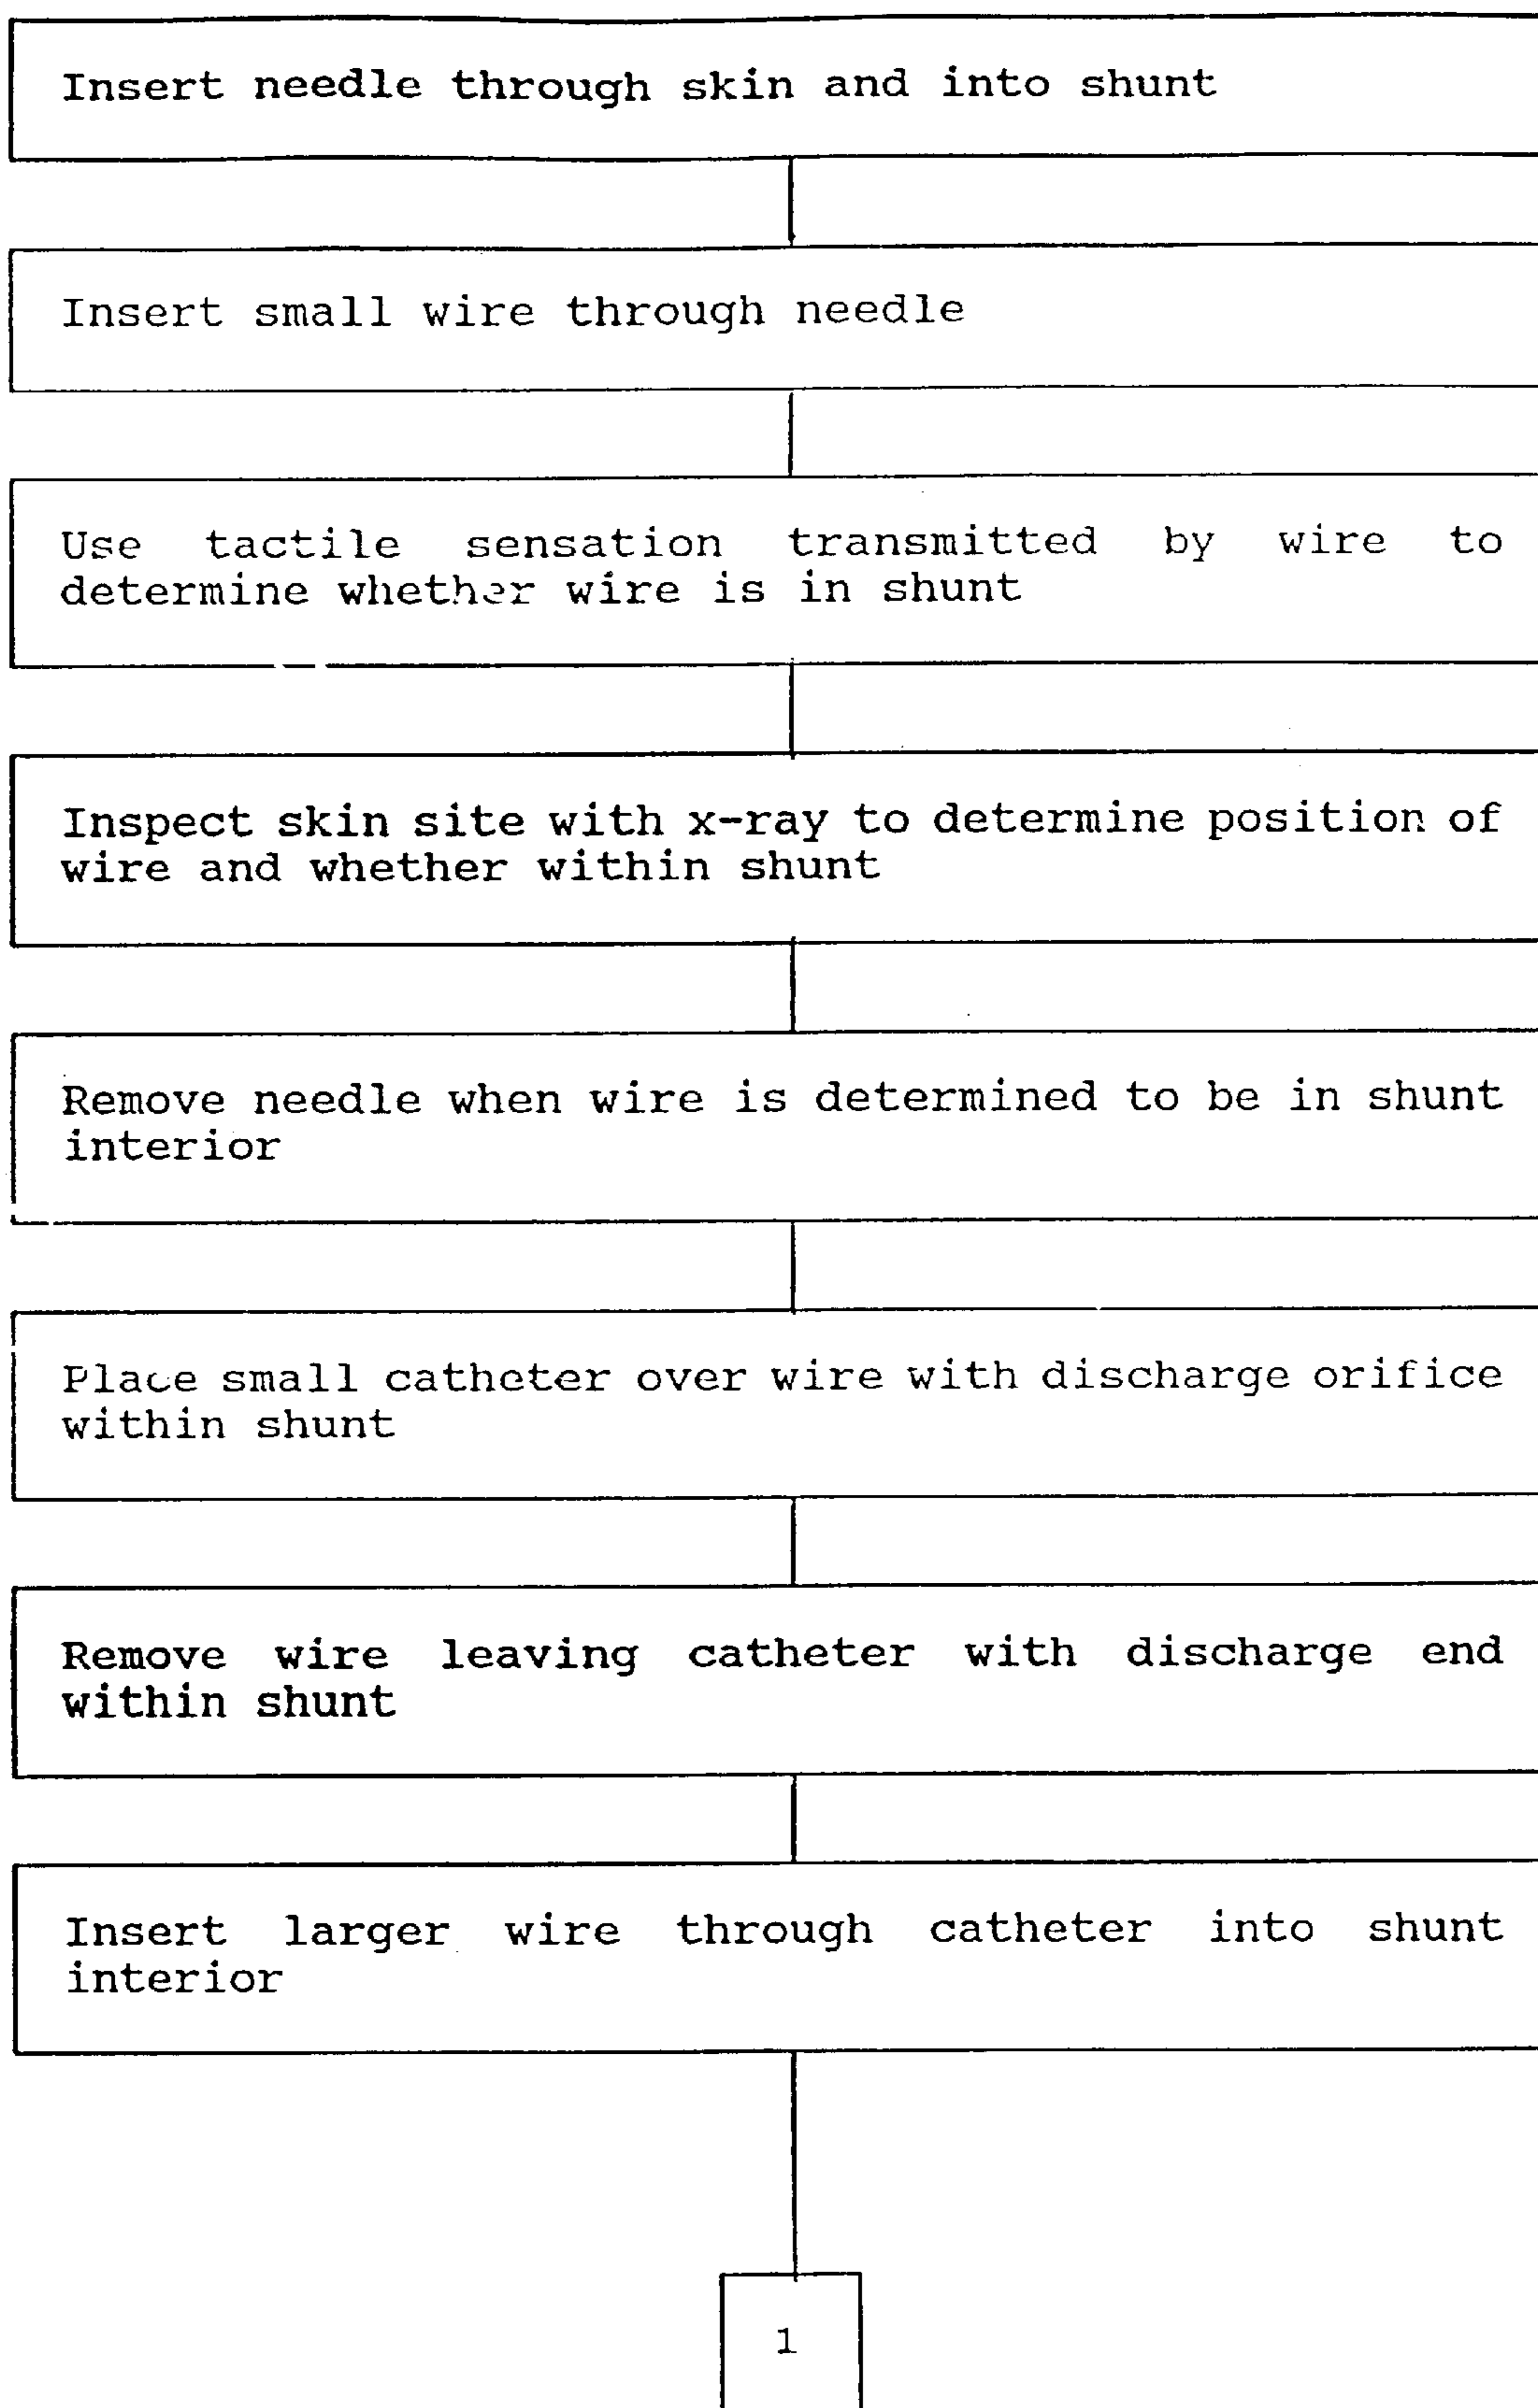 Insert needle through skin and into shunt
Insert small wire through needle
Use tactile sensation transmitted by wire to
determine whether wire is in shunt
Inspect skin site with x-ray to determine position of
wire and whether within shunt
Remove needle when wire is determined to be in shunt
interior
Place small catheter over wire with discharge orifice
within shunt
Remove wire leaving catheter with discharge end
within shunt
Insert larger wire through catheter into shunt
interior
1